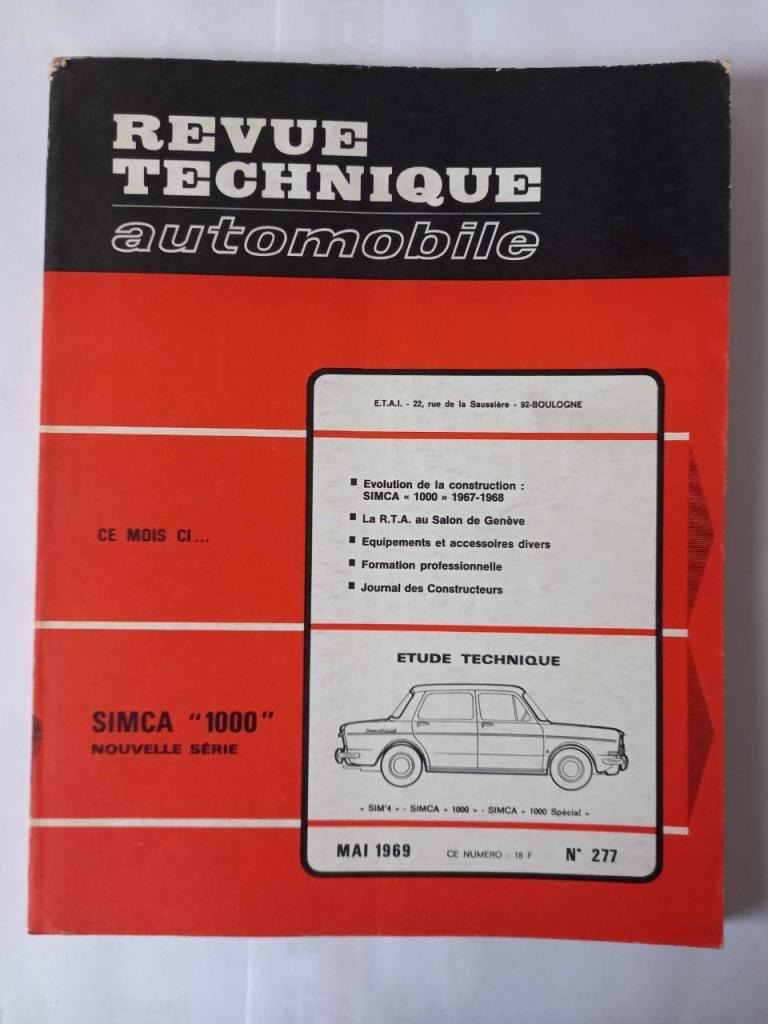 REVUE
TECHNIQUE
automobile
E.T.A.I. - 22, rue de la Saussière - 92-BOULOGNE
CE MOIS CI...
■ Evolution de la construction :
SIMCA « 1000 » 1967-1968
■ La R.T.A. au Salon de Genève
■ Equipements et accessoires divers
■ Formation professionnelle
■ Journal des Constructeurs
SIMCA "1000"
NOUVELLE SÉRIE
ETUDE TECHNIQUE
« SIM'4 » - SIMCA « 1000 » - SIMCA « 1000 Spécial »
MAI 1969 CE NUMERO : 18 F N° 277